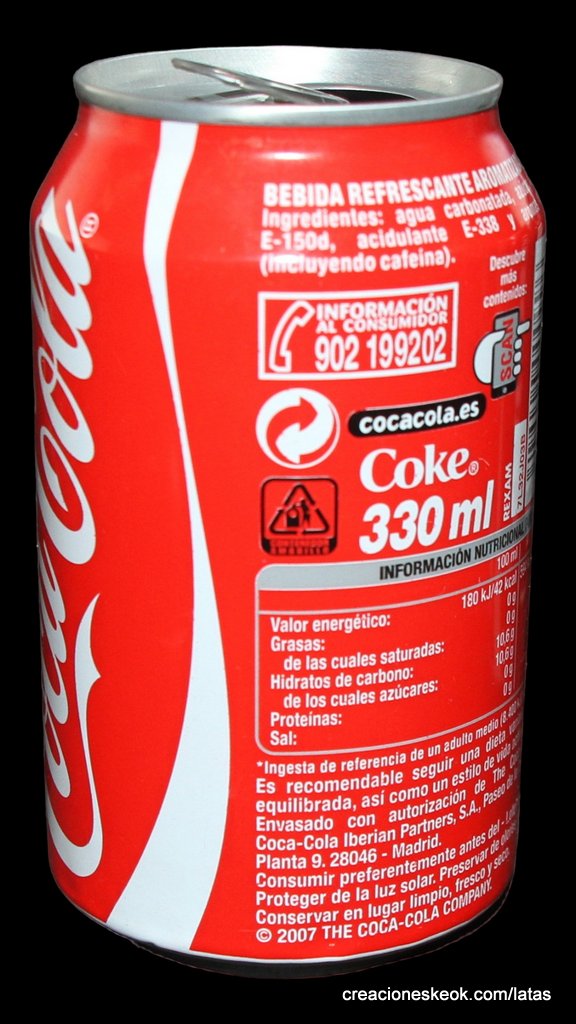 Coca-Cola®
BEBIDA REFRESCANTE
Ingredientes: agua carbonatada,
E-150d, acidulante E-338 y
(incluyendo cafeína).
Descubre
más
contenidos:
SCAN
INFORMACIÓN
AL CONSUMIDOR
902 199202
cocacola.es
Coke®
330 ml
REXAM
INFORMACIÓN NUTRICIONAL
100 ml
Valor energético: 180 kJ/42 kcal
Grasas: 0 g
de las cuales saturadas: 0 g
Hidratos de carbono: 10,6 g
de los cuales azúcares: 10,6 g
Proteínas: 0 g
Sal: 0 g
*Ingesta de referencia de un adulto medio
Es recomendable seguir una dieta
equilibrada, así como un estilo de vida
Envasado con autorización de The
Coca-Cola Iberian Partners, S.A., Paseo de
Planta 9. 28046 - Madrid.
Consumir preferentemente antes del
Proteger de la luz solar. Preservar de
Conservar en lugar limpio, fresco y seco.
© 2007 THE COCA-COLA COMPANY.
creacioneskeok.com/latas